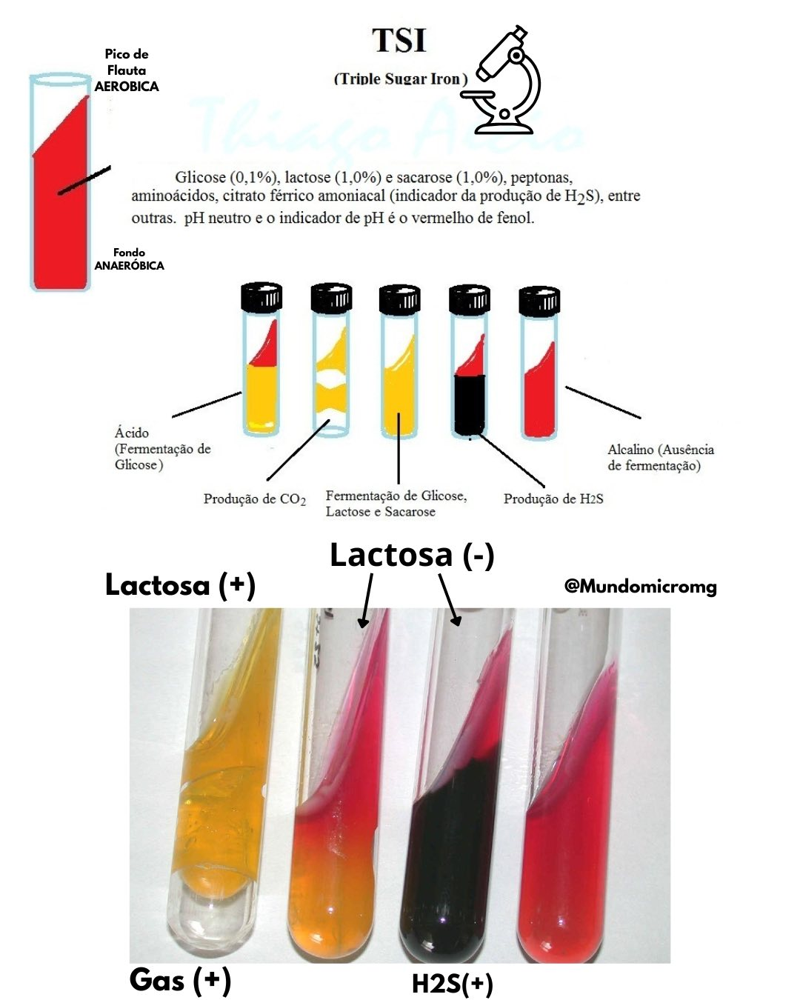 TSI
(Triple Sugar Iron)
Pico de
Flauta
AEROBICA
Thiago
Glicose (0,1%), lactose (1,0%) e sacarose (1,0%), peptonas,
aminoácidos, citrato férrico amoniacal (indicador da produção de H2S), entre
outras. pH neutro e o indicador de pH é o vermelho de fenol.
Fondo
ANAERÓBICA
Ácido
(Fermentação de
Glicose)
Produção de CO2
Fermentação de Glicose,
Lactose e Sacarose
Produção de H2S
Alcalino (Ausência
de fermentação)
Lactosa (-)
Lactosa (+)
@Mundomicromg
Gas (+)
H2S(+)